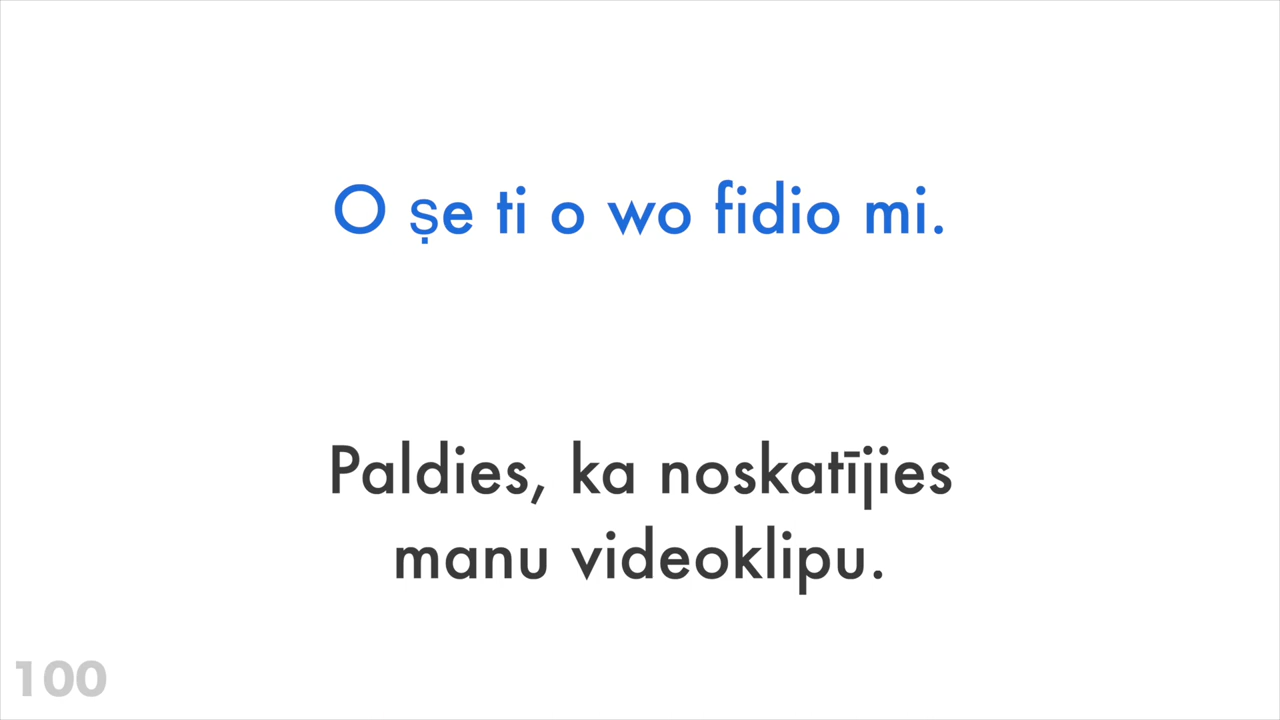 O ṣe ti o wo fidio mi.
Paldies, ka noskatījies
manu videoklipu.
100